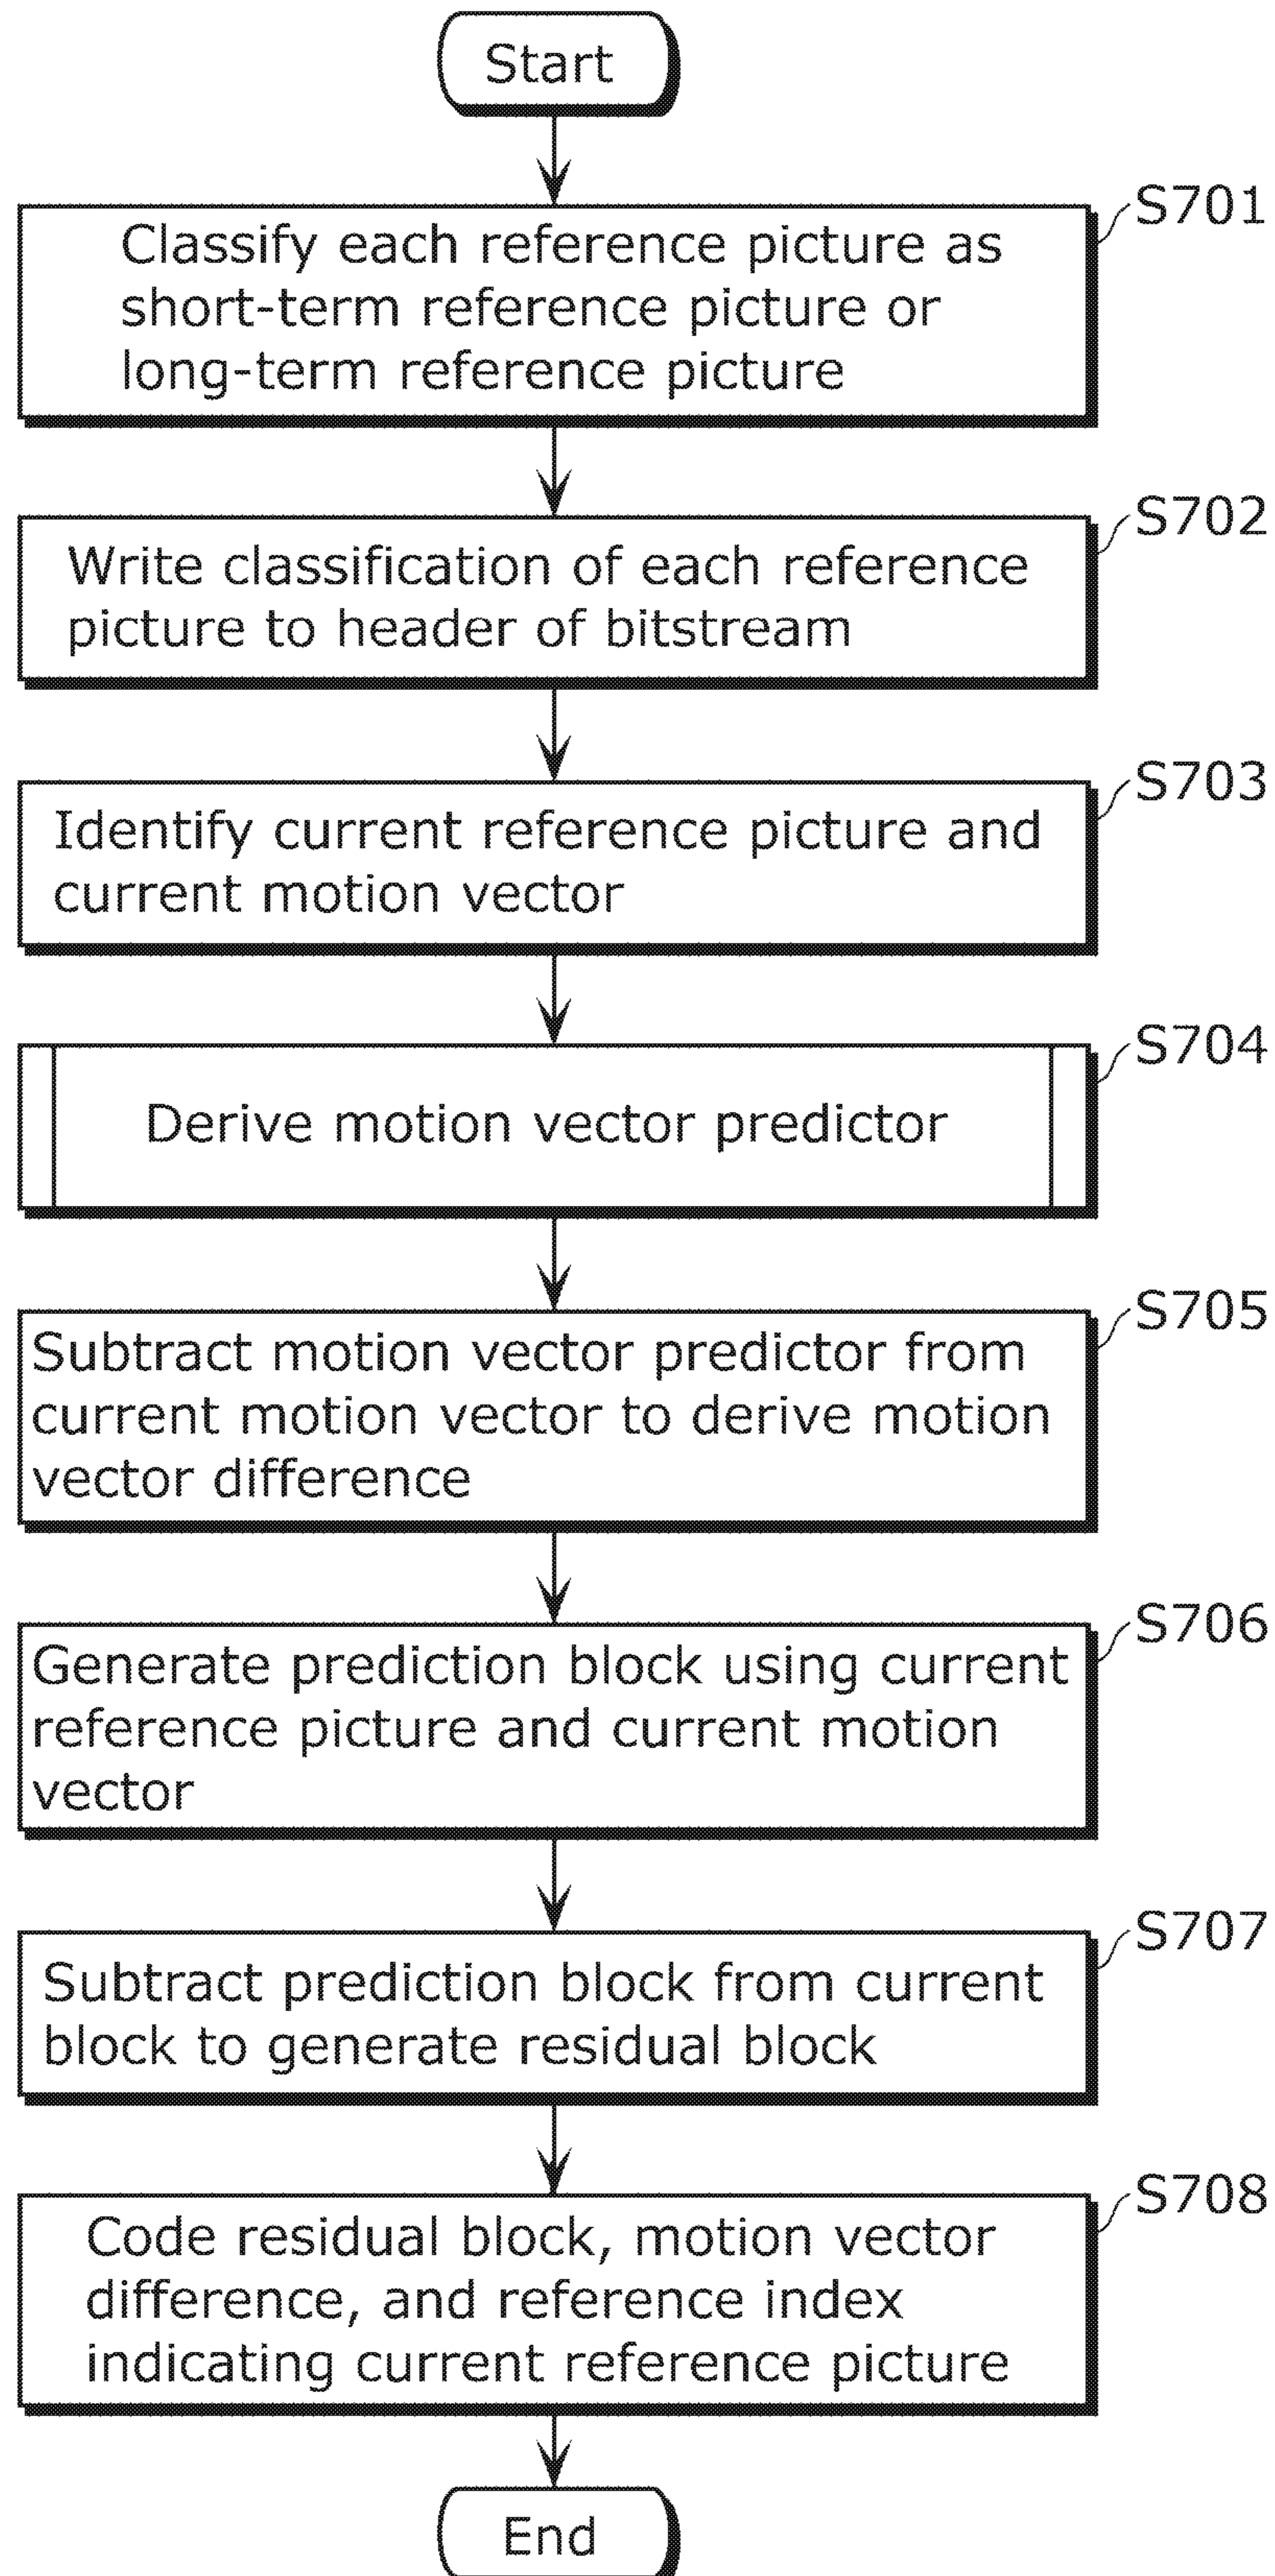 Start
S701
Classify each reference picture as
short-term reference picture or
long-term reference picture
S702
Write classification of each reference
picture to header of bitstream
S703
Identify current reference picture and
current motion vector
S704
Derive motion vector predictor
S705
Subtract motion vector predictor from
current motion vector to derive motion
vector difference
S706
Generate prediction block using current
reference picture and current motion
vector
S707
Subtract prediction block from current
block to generate residual block
S708
Code residual block, motion vector
difference, and reference index
indicating current reference picture
End